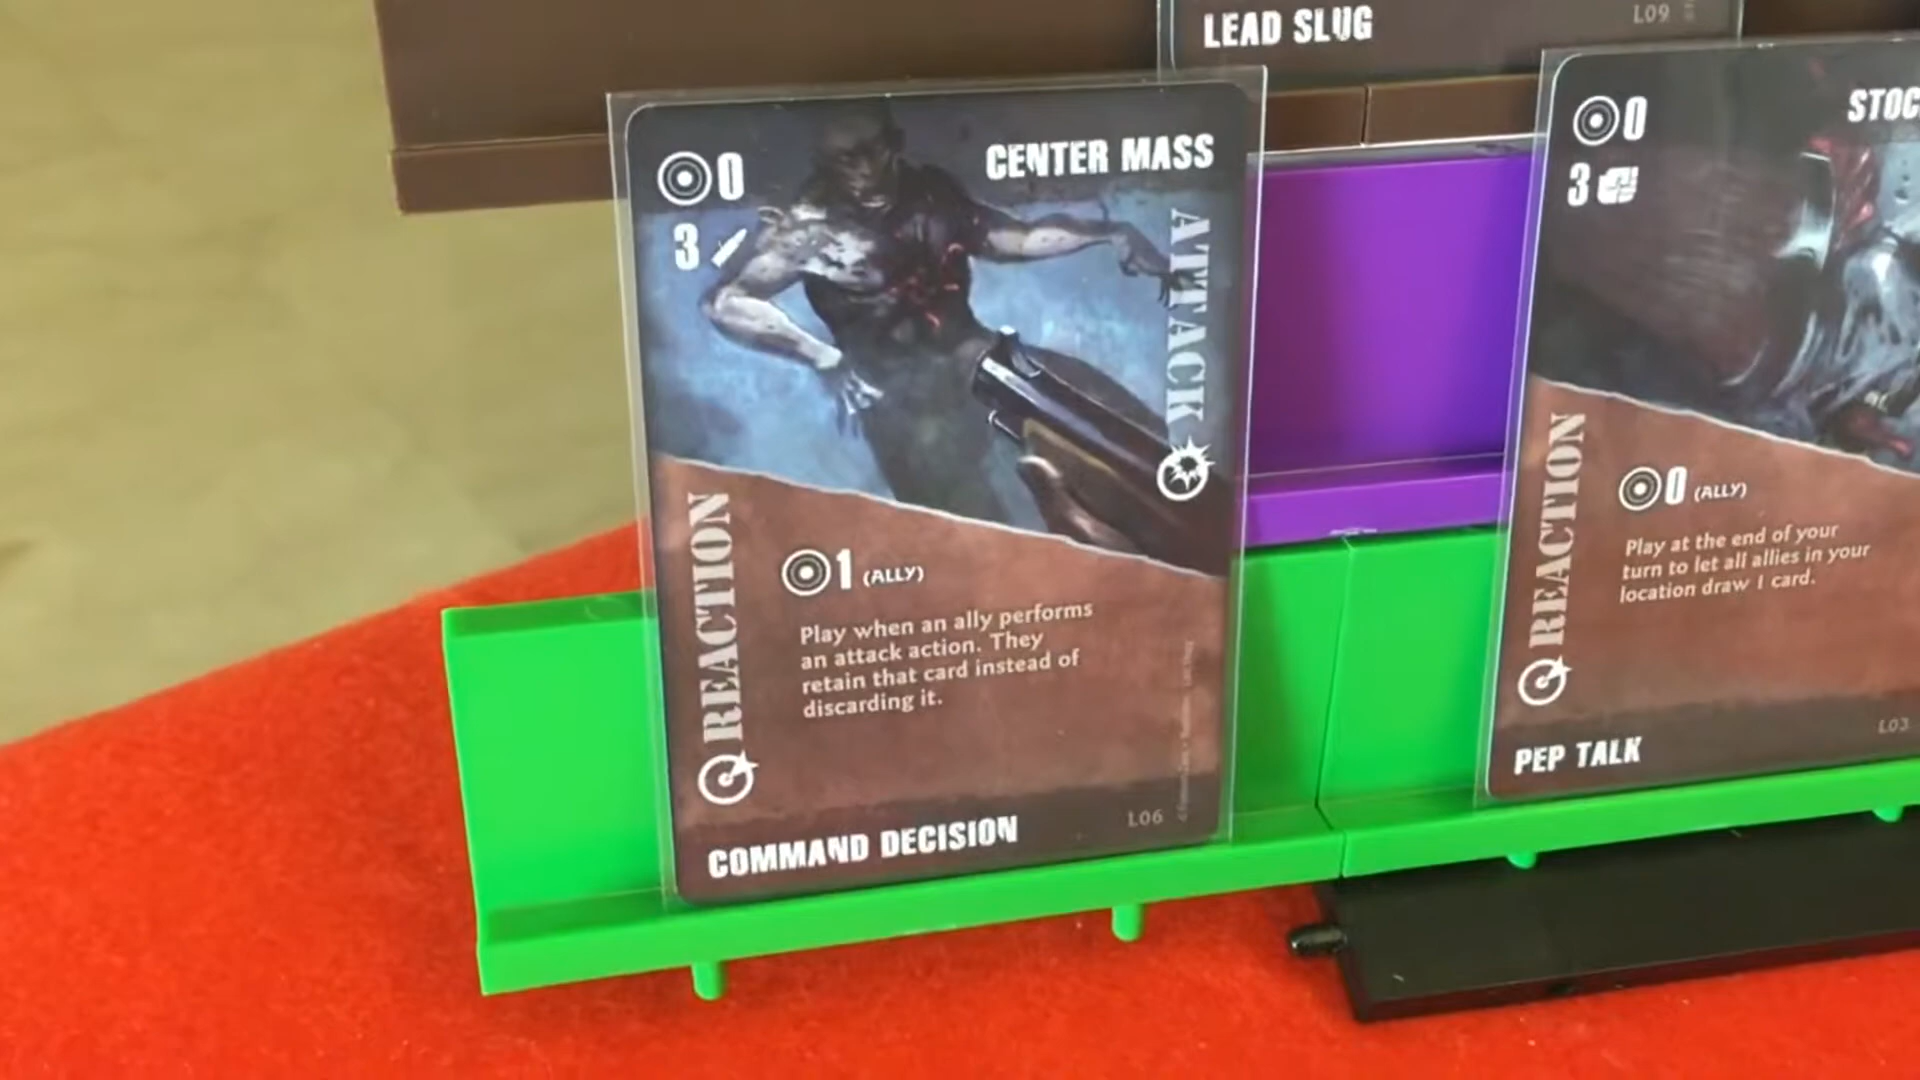 LEAD SLUG
L09
0
CENTER MASS
3
ATTACK
REACTION
1 (ALLY)
Play when an ally performs
an attack action. They
retain that card instead of
discarding it.
L06
COMMAND DECISION
0
STOC
3
REACTION
0 (ALLY)
Play at the end of your
turn to let all allies in your
location draw 1 card.
L03
PEP TALK